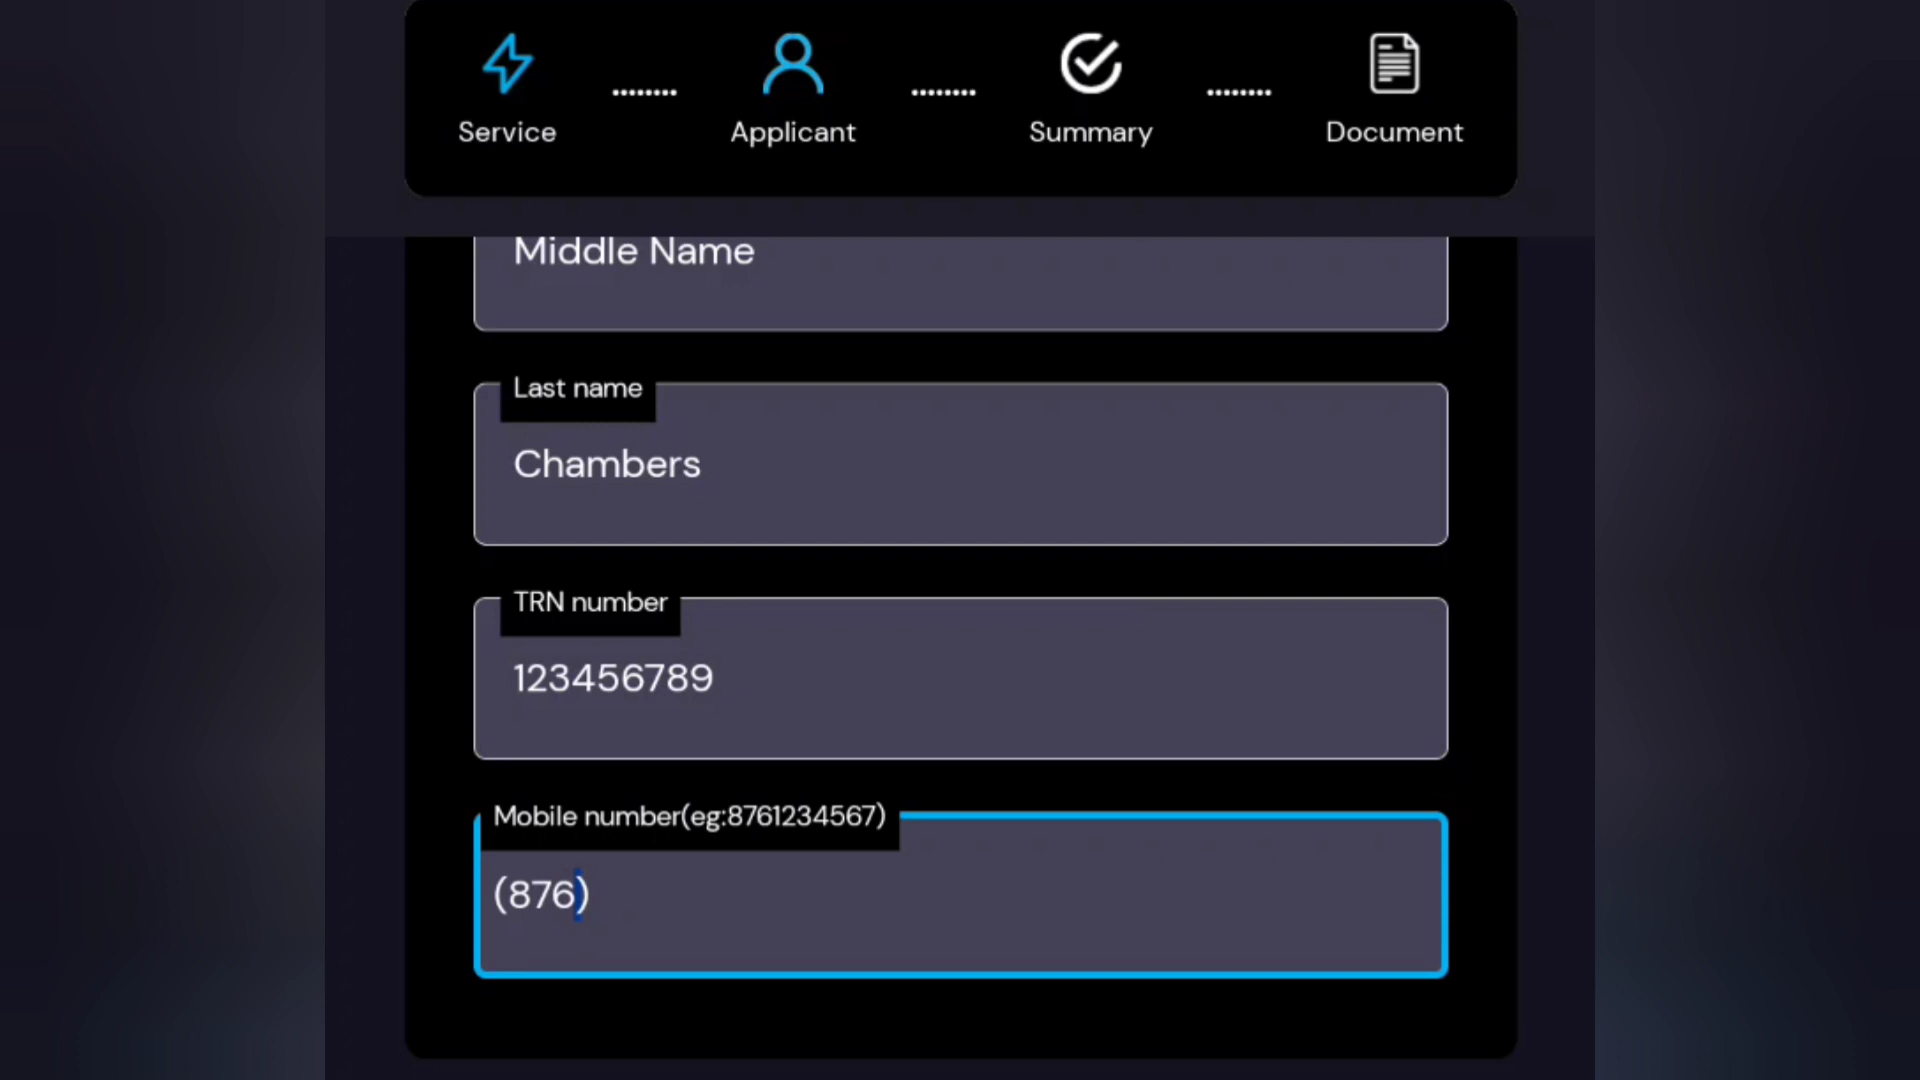 Service ........ Applicant ........ Summary ........ Document
Middle Name
Last name
Chambers
TRN number
123456789
Mobile number(eg:8761234567)
(876)